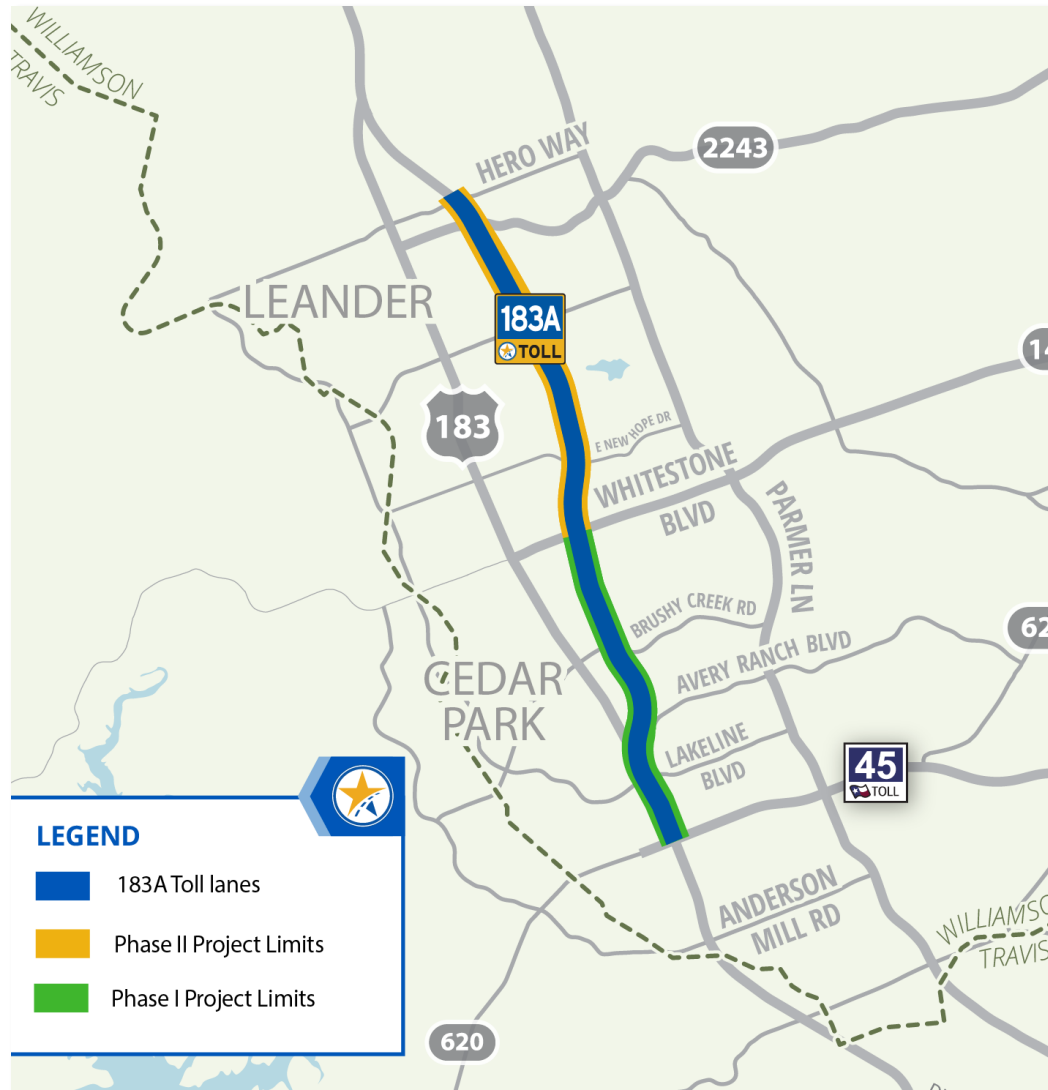 WILLIAMSON
TRAVIS
HERO WAY
2243
LEANDER
183A
TOLL
183
E NEW HOPE DR
WHITESTONE
BLVD
PARMER LN
BRUSHY CREEK RD
AVERY RANCH BLVD
CEDAR
PARK
LAKELINE
BLVD
45
TOLL
ANDERSON
MILL RD
WILLIAMSO
TRAVIS
620
LEGEND
183A Toll lanes
Phase II Project Limits
Phase I Project Limits